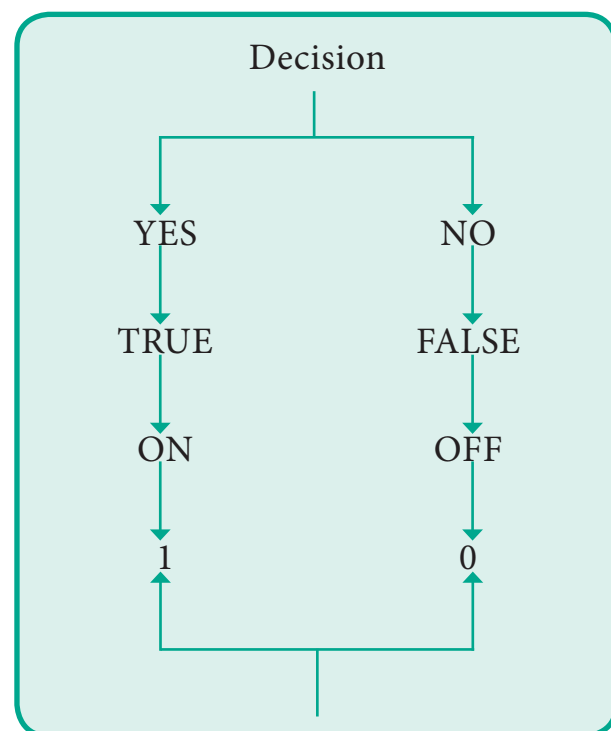 Decision
YES NO
TRUE FALSE
ON OFF
1 0